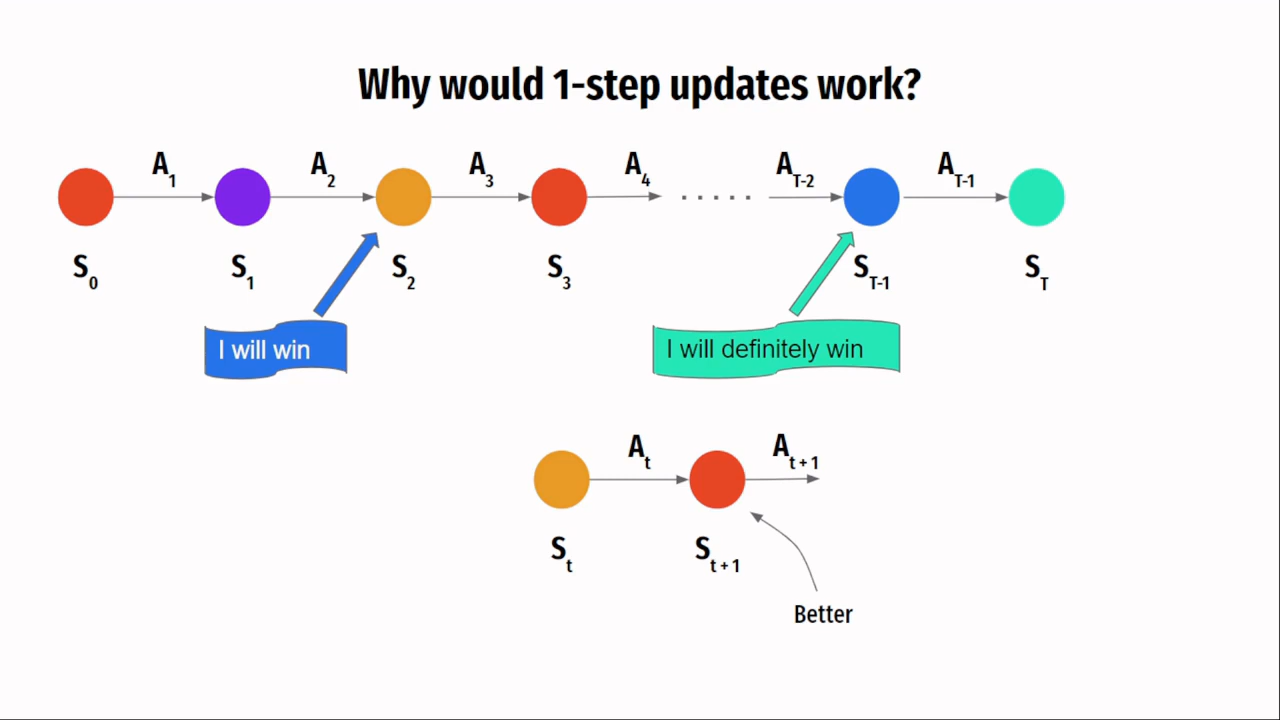 Why would 1-step updates work?
A1 A2 A3 A4 ..... AT-2 AT-1
S0 S1 S2 S3 ST-1 ST
I will win I will definitely win
At At+1
St St+1
Better